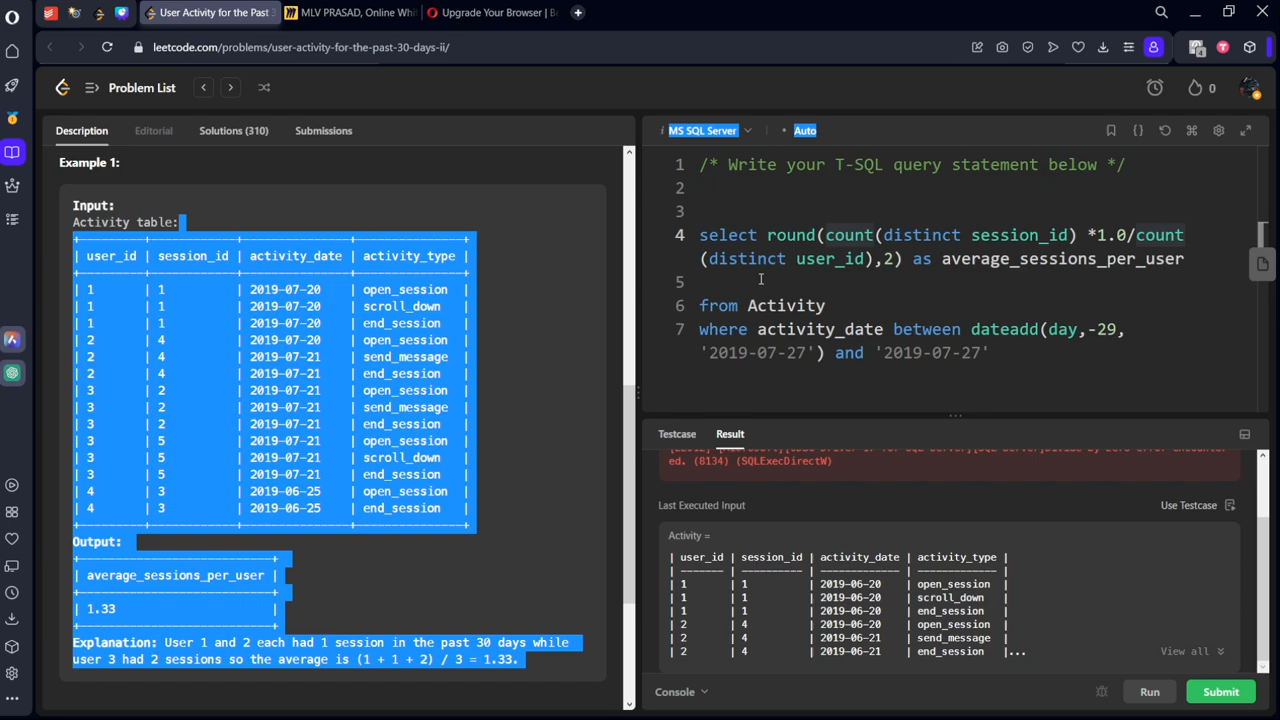 User Activity for the Past 3
MLV PRASAD, Online Whi
Upgrade Your Browser | Be
leetcode.com/problems/user-activity-for-the-past-30-days-ii/
4
Problem List
0
Description
Editorial
Solutions (310)
Submissions
Example 1:
Input:
Activity table:
+---------+------------+---------------+---------------+
| user_id | session_id | activity_date | activity_type |
+---------+------------+---------------+---------------+
| 1 | 1 | 2019-07-20 | open_session |
| 1 | 1 | 2019-07-20 | scroll_down |
| 1 | 1 | 2019-07-20 | end_session |
| 2 | 4 | 2019-07-20 | open_session |
| 2 | 4 | 2019-07-21 | send_message |
| 2 | 4 | 2019-07-21 | end_session |
| 3 | 2 | 2019-07-21 | open_session |
| 3 | 2 | 2019-07-21 | send_message |
| 3 | 2 | 2019-07-21 | end_session |
| 3 | 5 | 2019-07-21 | open_session |
| 3 | 5 | 2019-07-21 | scroll_down |
| 3 | 5 | 2019-07-21 | end_session |
| 4 | 3 | 2019-06-25 | open_session |
| 4 | 3 | 2019-06-25 | end_session |
+---------+------------+---------------+---------------+
Output:
+---------------------------+
| average_sessions_per_user |
+---------------------------+
| 1.33 |
+---------------------------+
Explanation: User 1 and 2 each had 1 session in the past 30 days while
user 3 had 2 sessions so the average is (1 + 1 + 2) / 3 = 1.33.
i MS SQL Server • Auto
1 /* Write your T-SQL query statement below */
2
3
4 select round(count(distinct session_id) *1.0/count
(distinct user_id),2) as average_sessions_per_user
5
6 from Activity
7 where activity_date between dateadd(day,-29,
'2019-07-27') and '2019-07-27'
Testcase
Result
ed. (8134) (SQLExecDirectW)
Last Executed Input
Use Testcase
Activity =
| user_id | session_id | activity_date | activity_type |
| ------- | ---------- | ------------- | ------------- |
| 1 | 1 | 2019-06-20 | open_session |
| 1 | 1 | 2019-06-20 | scroll_down |
| 1 | 1 | 2019-06-20 | end_session |
| 2 | 4 | 2019-06-20 | open_session |
| 2 | 4 | 2019-06-21 | send_message |
| 2 | 4 | 2019-06-21 | end_session |...
View all
Console
Run
Submit